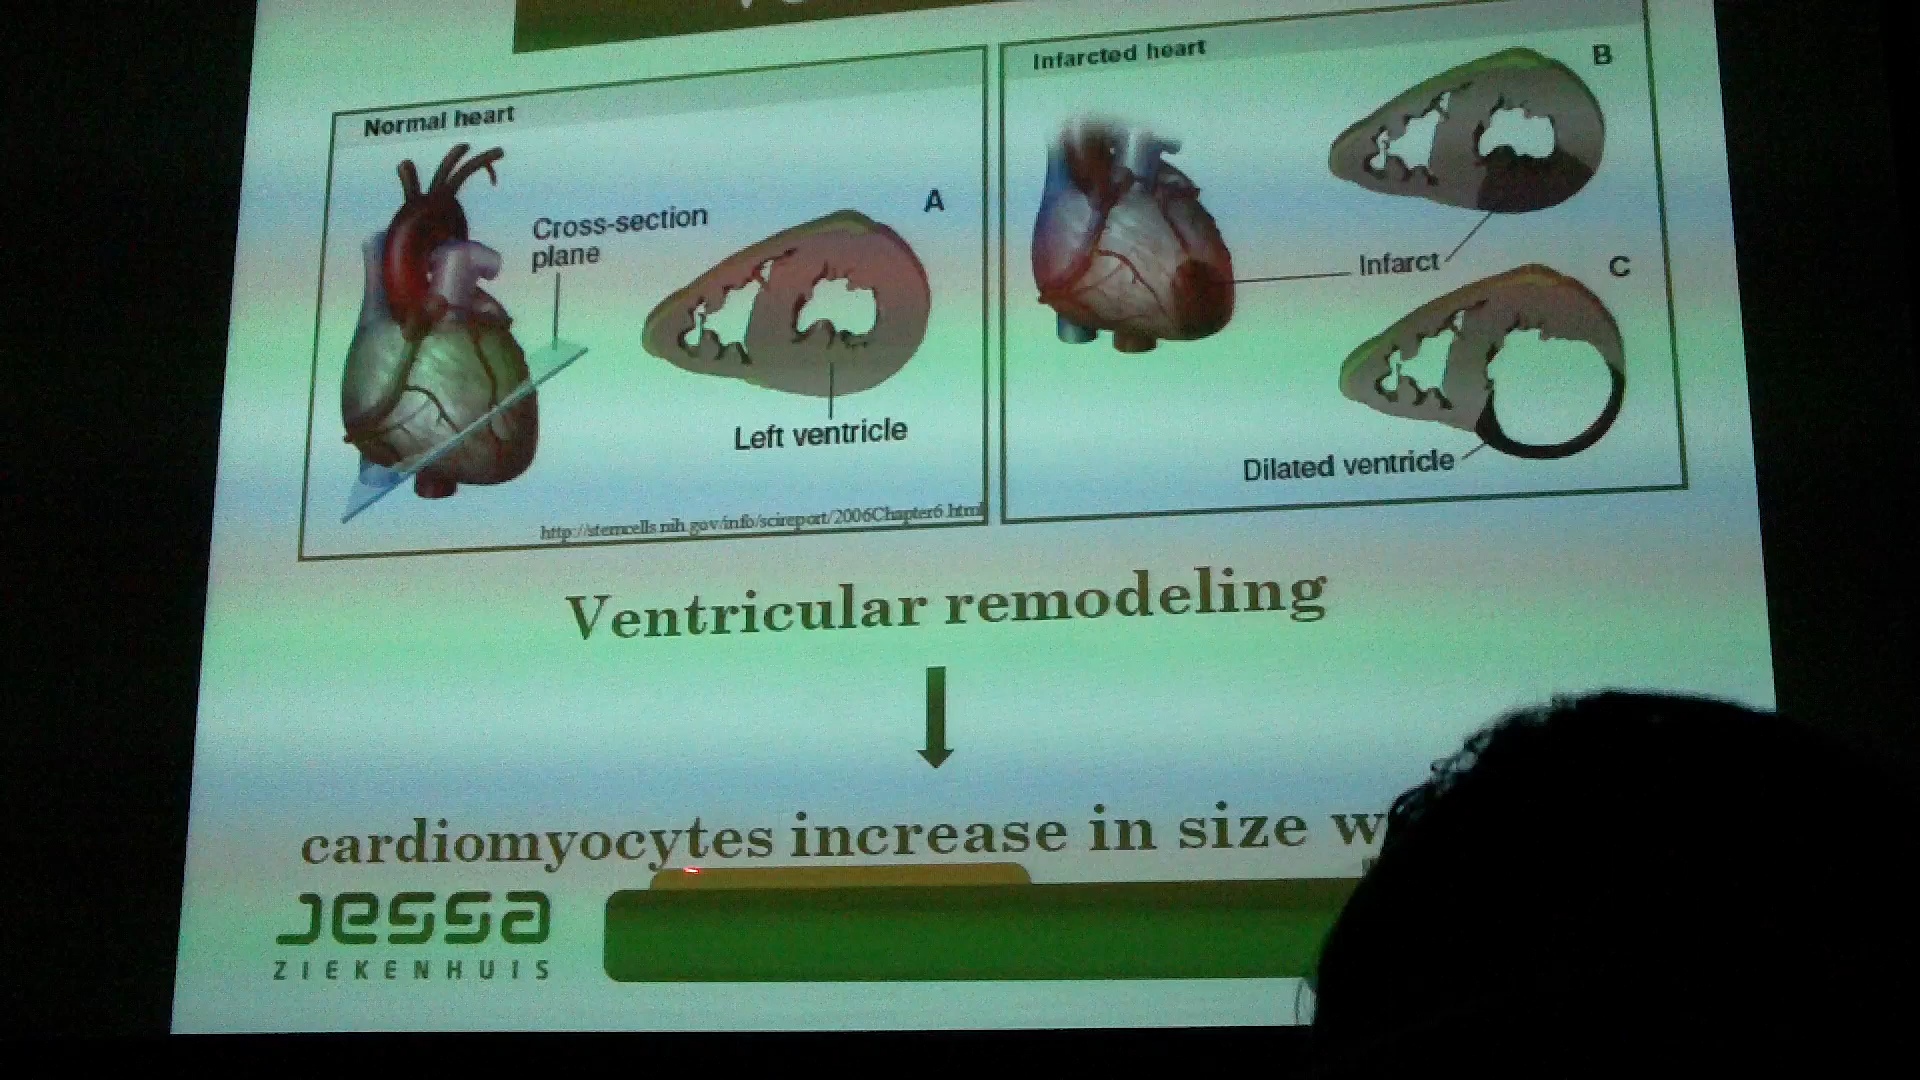 Normal heart
Cross-section
plane
A
Left ventricle
http://stemcells.nih.gov/info/scireport/2006Chapter6.html
Infarcted heart
B
Infarct
C
Dilated ventricle
Ventricular remodeling
cardiomyocytes increase in size
jessa
ZIEKENHUIS